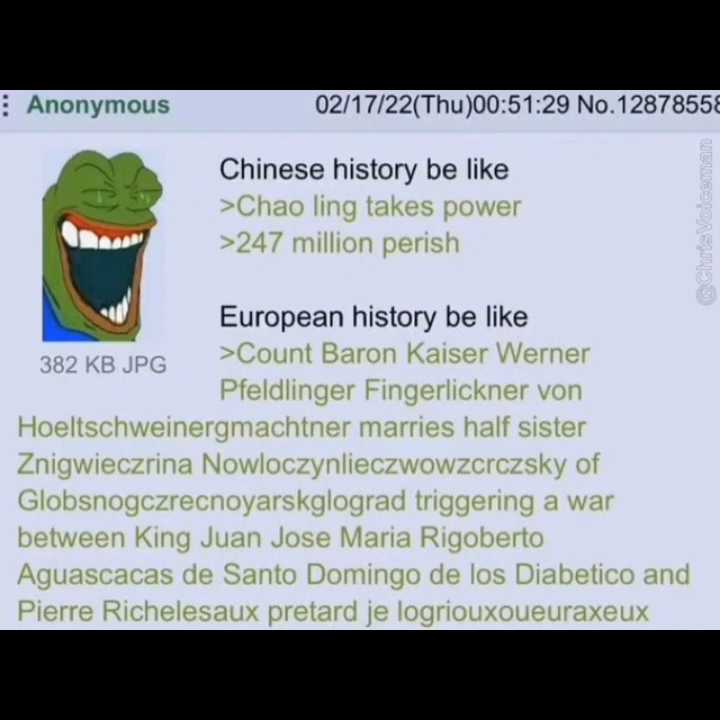 Anonymous 02/17/22(Thu)00:51:29 No.12878558
Chinese history be like
>Chao ling takes power
>247 million perish
European history be like
>Count Baron Kaiser Werner
Pfeldlinger Fingerlickner von
Hoeltschweinergmachtner marries half sister
Znigwieczrina Nowloczynlieczwowzcrczsky of
Globsnogczrecnoyarskglograd triggering a war
between King Juan Jose Maria Rigoberto
Aguascacas de Santo Domingo de los Diabetico and
Pierre Richelesaux pretard je logriouxoueuraxeux
382 KB JPG
@ChrisVoiceman